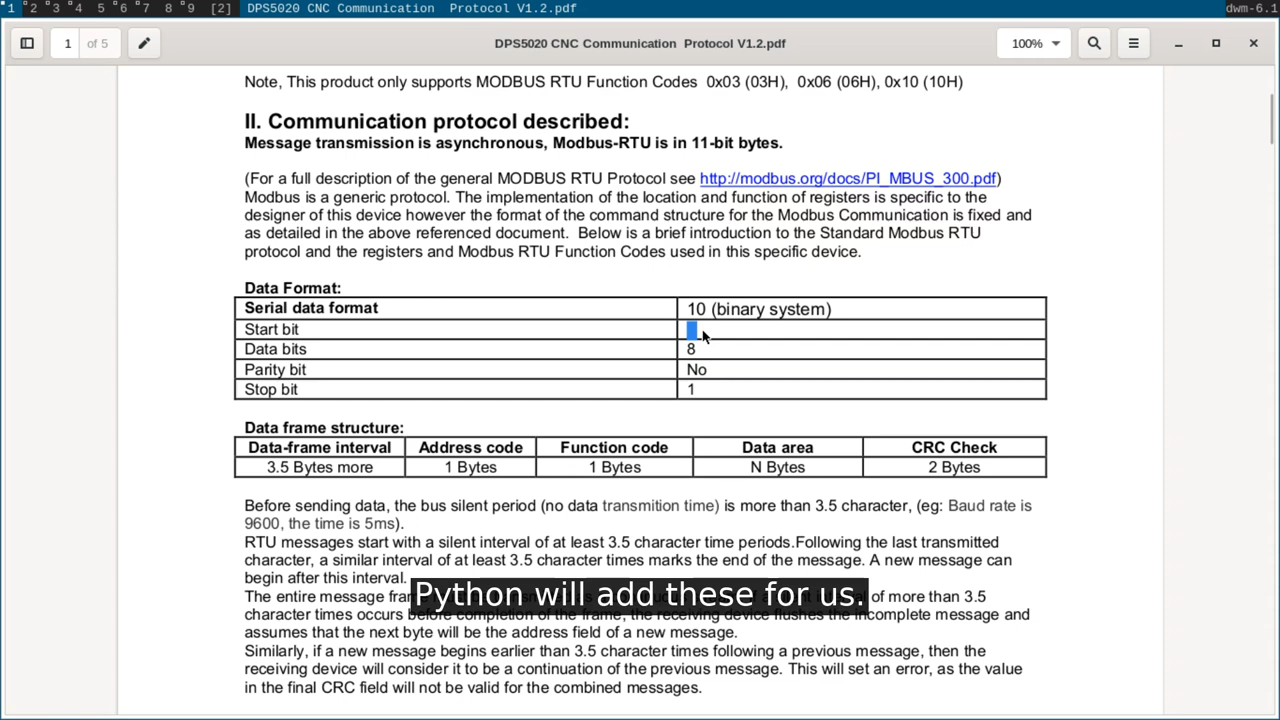 1 2 3 4 5 6 7 8 9 [2] DPS5020 CNC Communication Protocol V1.2.pdf dwm-6.1
1 of 5 DPS5020 CNC Communication Protocol V1.2.pdf 100%
Note, This product only supports MODBUS RTU Function Codes 0x03 (03H), 0x06 (06H), 0x10 (10H)
II. Communication protocol described:
Message transmission is asynchronous, Modbus-RTU is in 11-bit bytes.
(For a full description of the general MODBUS RTU Protocol see http://modbus.org/docs/PI_MBUS_300.pdf)
Modbus is a generic protocol. The implementation of the location and function of registers is specific to the
designer of this device however the format of the command structure for the Modbus Communication is fixed and
as detailed in the above referenced document. Below is a brief introduction to the Standard Modbus RTU
protocol and the registers and Modbus RTU Function Codes used in this specific device.
Data Format:
Serial data format 10 (binary system)
Start bit
Data bits 8
Parity bit No
Stop bit 1
Data frame structure:
Data-frame interval Address code Function code Data area CRC Check
3.5 Bytes more 1 Bytes 1 Bytes N Bytes 2 Bytes
Before sending data, the bus silent period (no data transmition time) is more than 3.5 character, (eg: Baud rate is
9600, the time is 5ms).
RTU messages start with a silent interval of at least 3.5 character time periods.Following the last transmitted
character, a similar interval of at least 3.5 character times marks the end of the message. A new message can
begin after this interval.
Python will add these for us.
The entire message of more than 3.5
character times occurs before completion of the frame, the receiving device flushes the incomplete message and
assumes that the next byte will be the address field of a new message.
Similarly, if a new message begins earlier than 3.5 character times following a previous message, then the
receiving device will consider it to be a continuation of the previous message. This will set an error, as the value
in the final CRC field will not be valid for the combined messages.